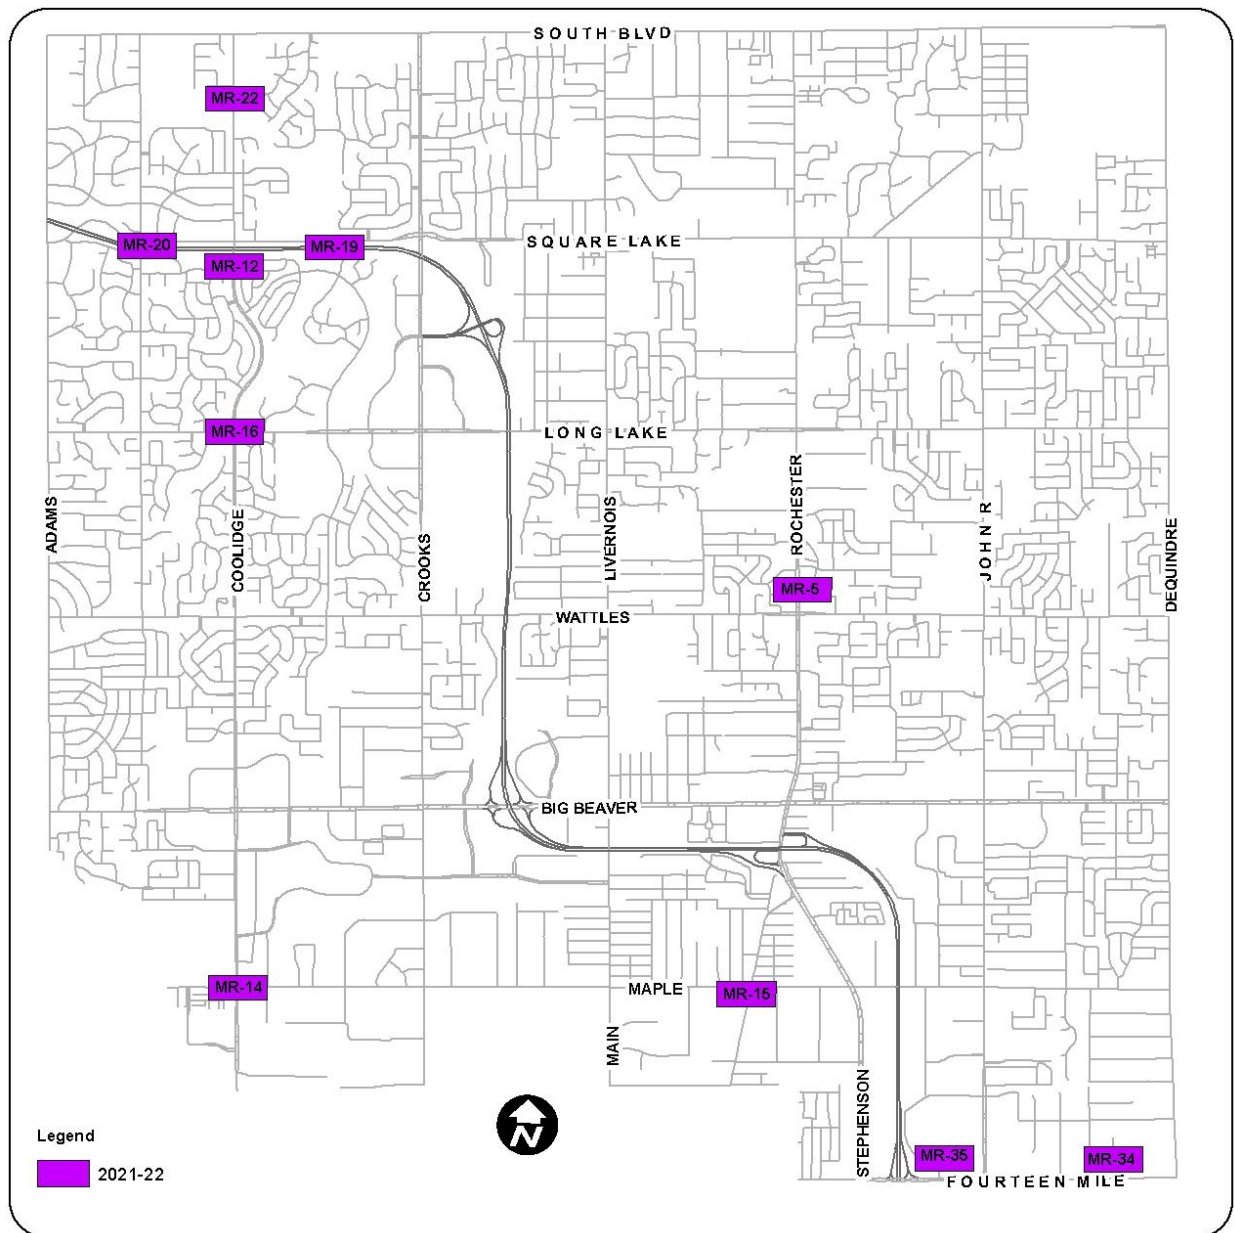 SOUTH BLVD
MR-22
MR-20
MR-19
SQUARE LAKE
MR-12
MR-16
LONG LAKE
ADAMS
COOLIDGE
CROOKS
LIVERNOIS
ROCHESTER
JOHN R
DEQUINDRE
MR-5
WATTLES
BIG BEAVER
MR-14
MAPLE
MR-15
MAIN
STEPHENSON
N
Legend
2021-22
MR-35
MR-34
FOURTEEN MILE